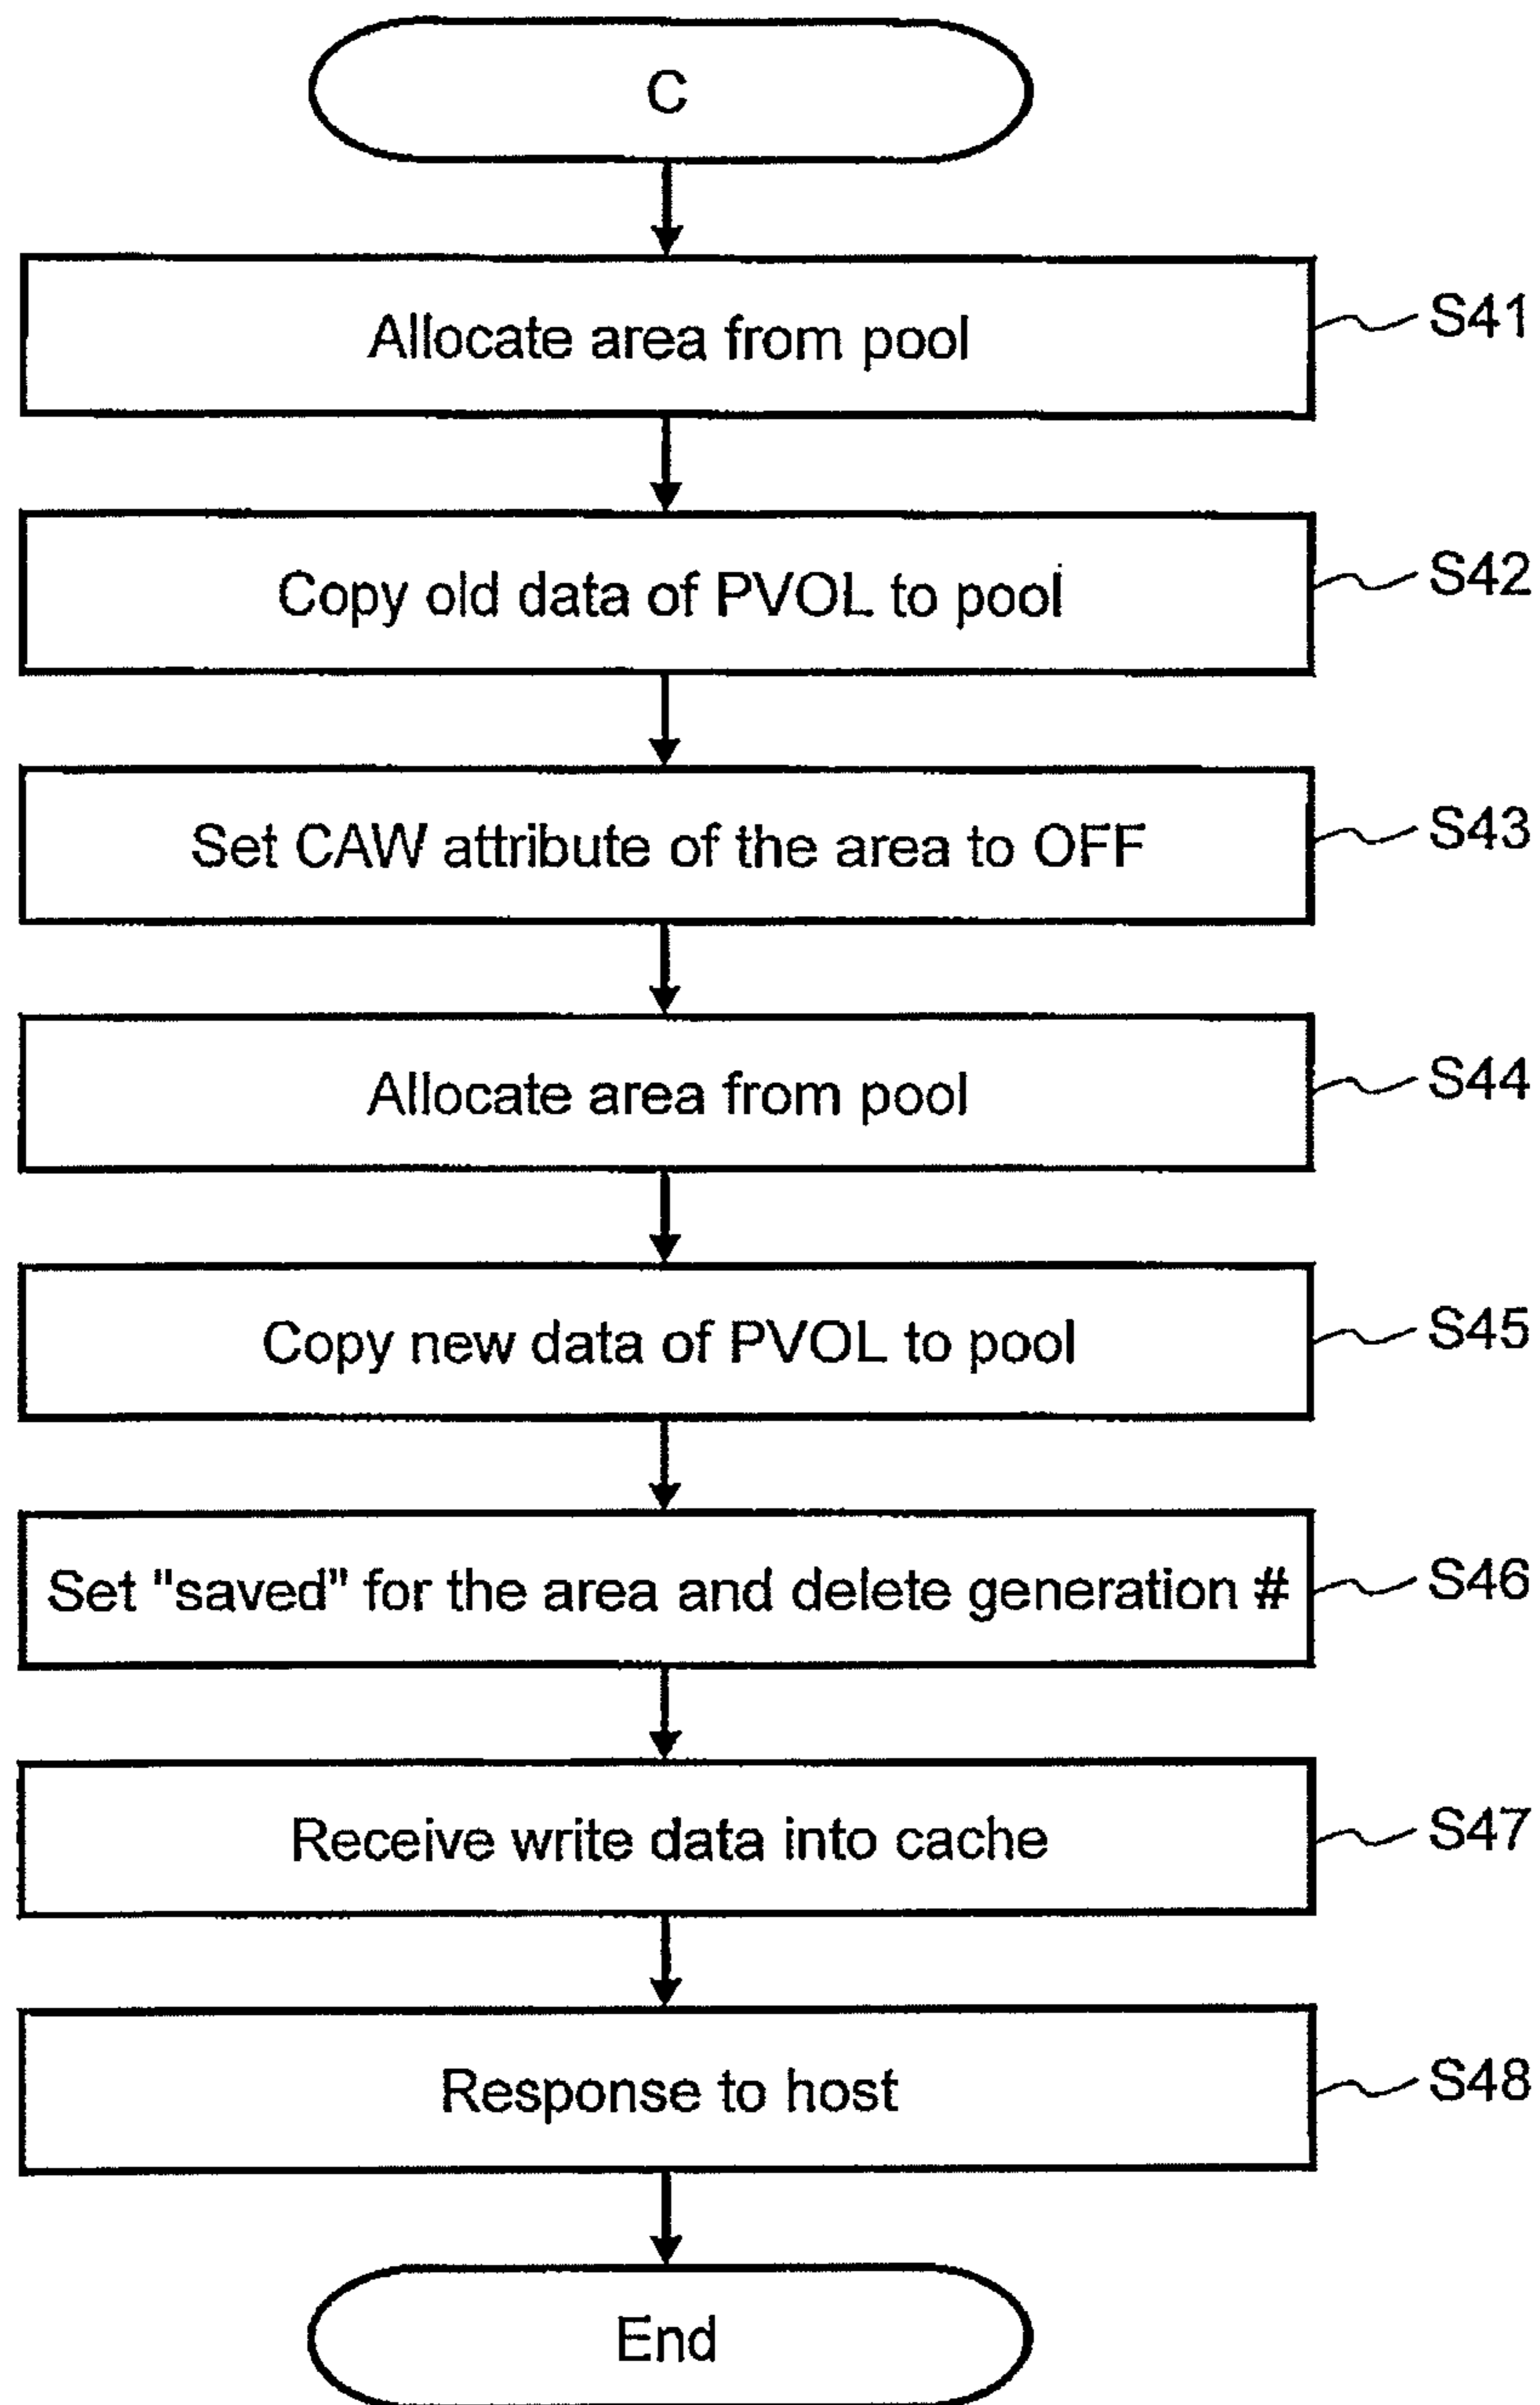 C
Allocate area from pool
S41
Copy old data of PVOL to pool
S42
Set CAW attribute of the area to OFF
S43
Allocate area from pool
S44
Copy new data of PVOL to pool
S45
Set "saved" for the area and delete generation #
S46
Receive write data into cache
S47
Response to host
S48
End